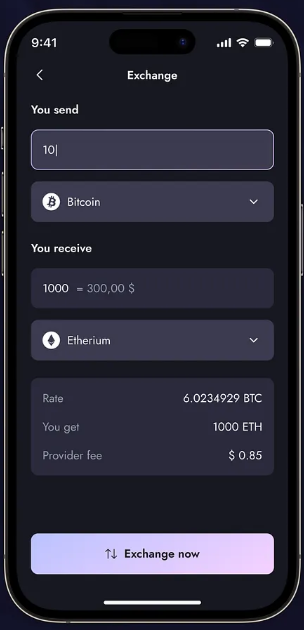 9:41
Exchange
You send
10
Bitcoin
You receive
1000 = 300,00 $
Etherium
Rate 6.0234929 BTC
You get 1000 ETH
Provider fee $ 0.85
Exchange now